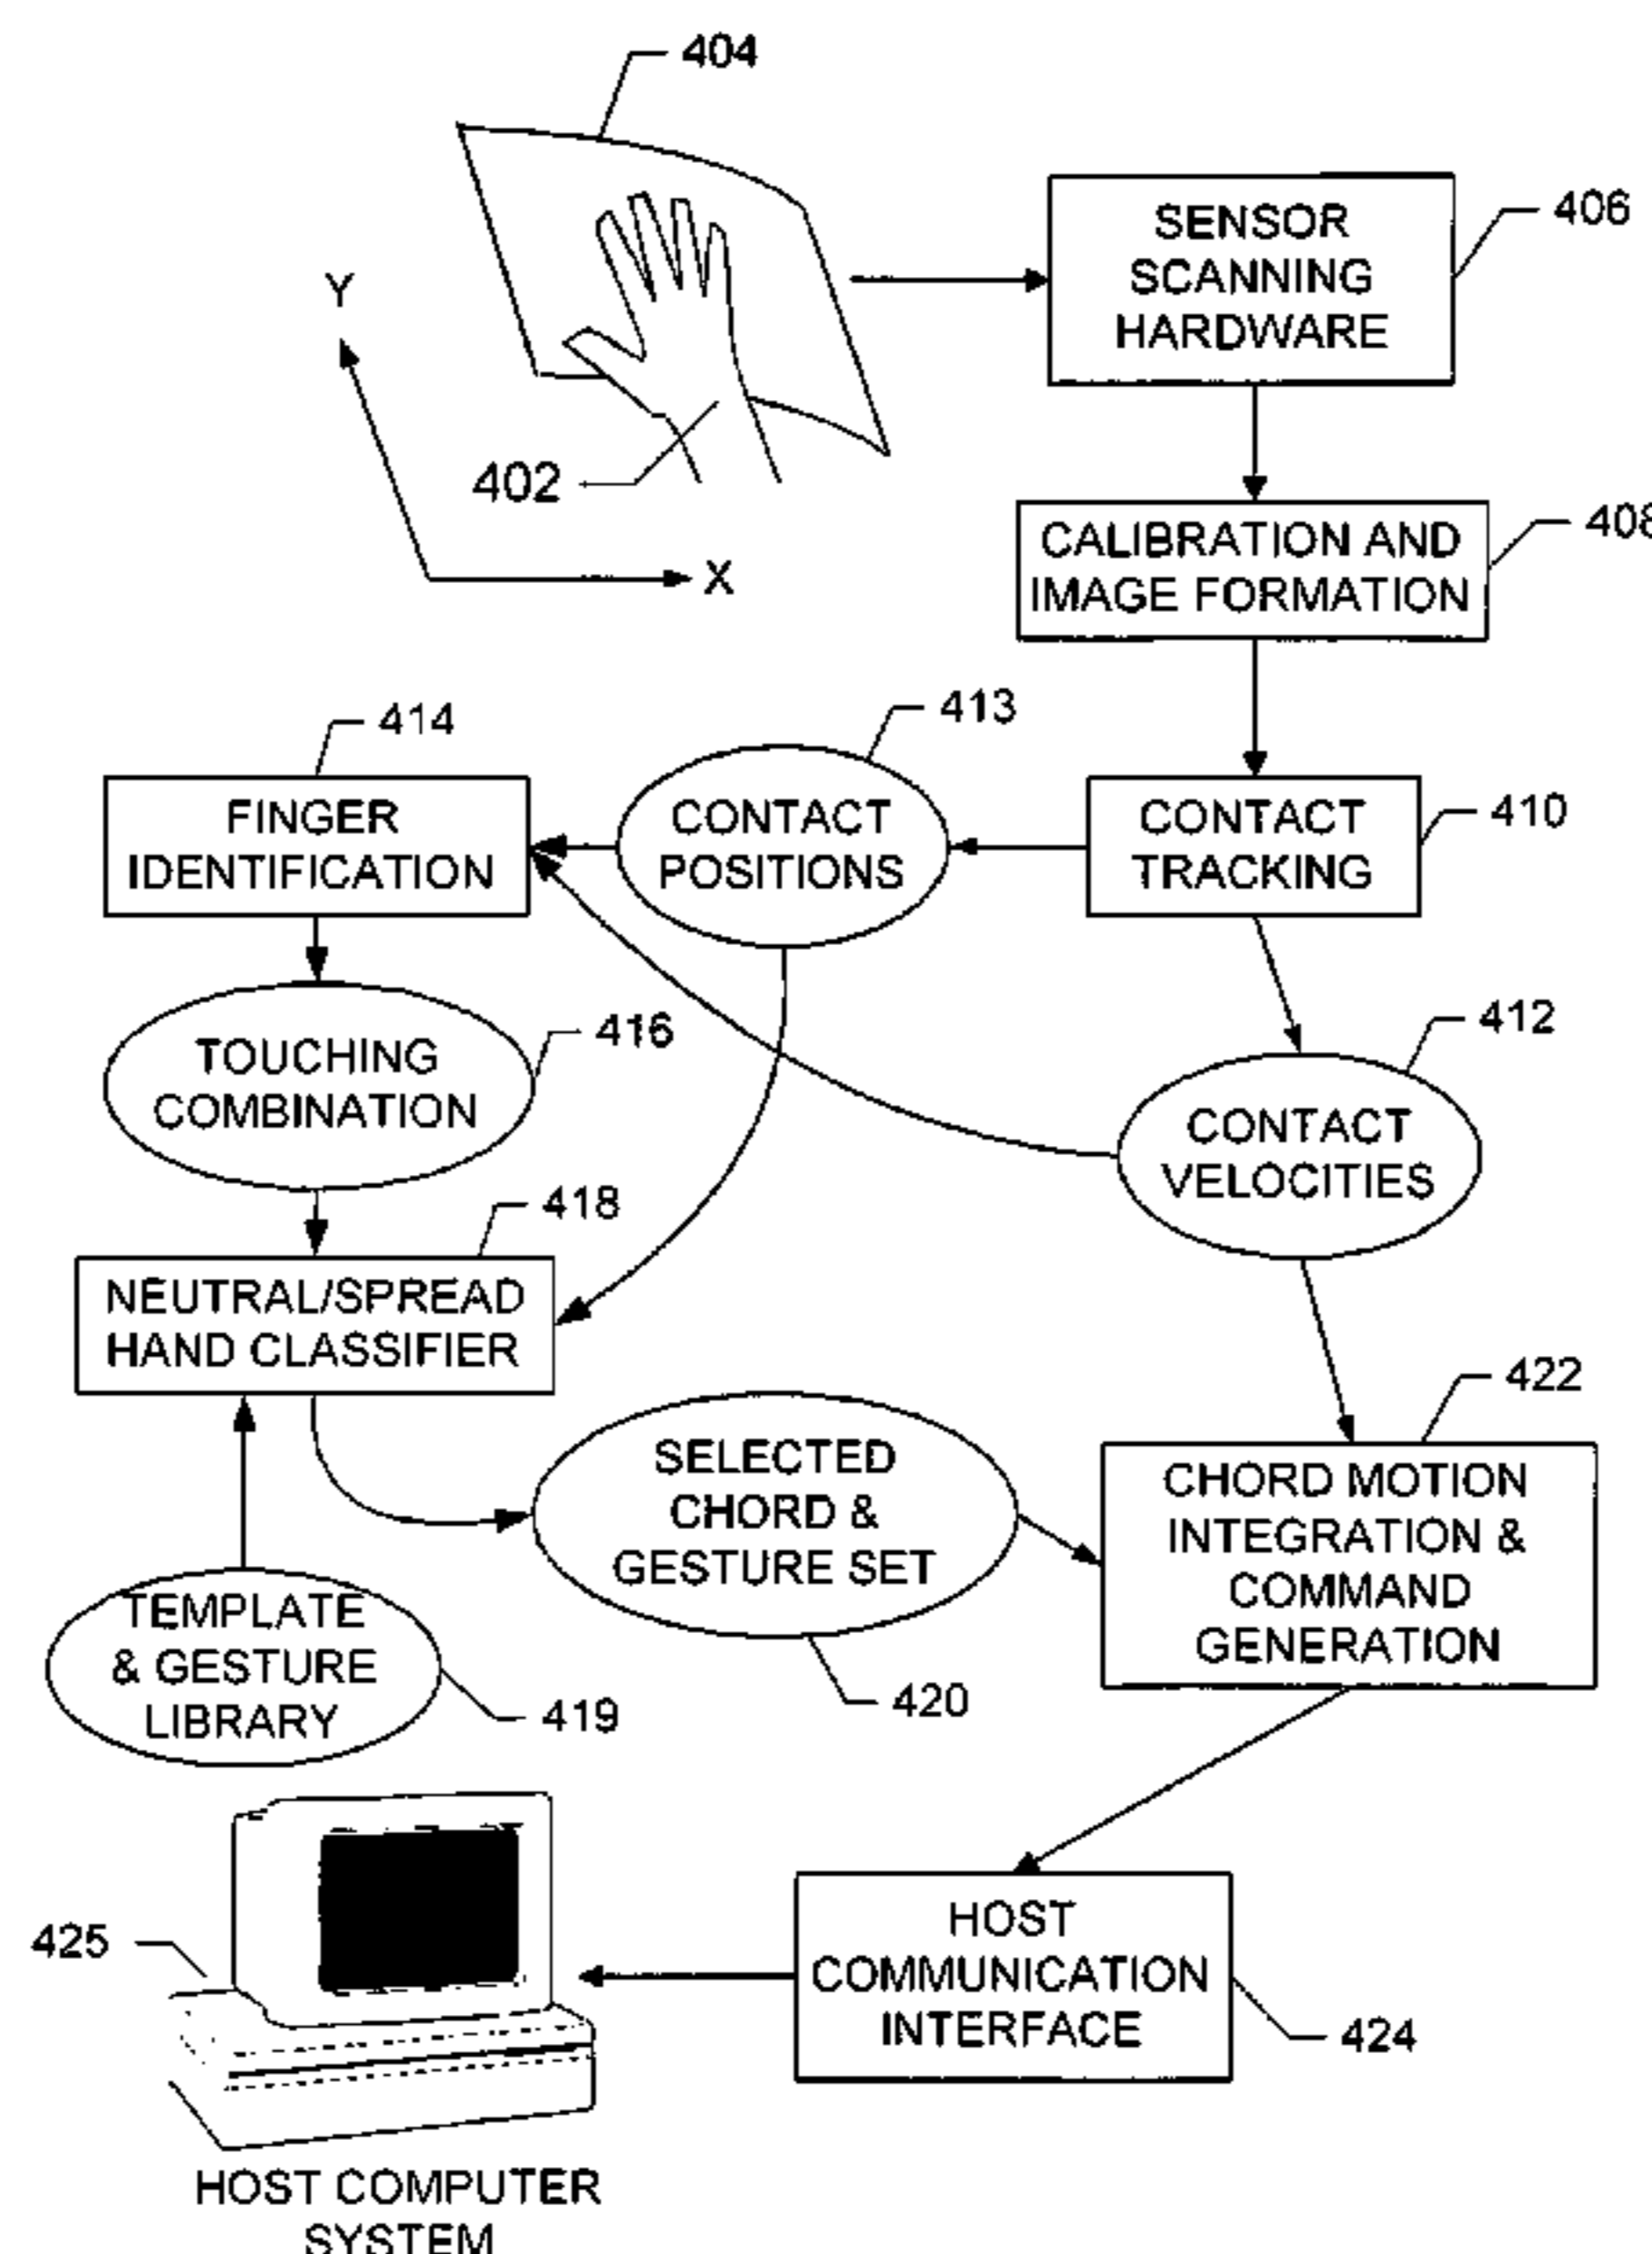 404
SENSOR
SCANNING
HARDWARE
406
Y
402
X
CALIBRATION AND
IMAGE FORMATION
408
414
413
FINGER
IDENTIFICATION
CONTACT
POSITIONS
CONTACT
TRACKING
410
416
412
TOUCHING
COMBINATION
CONTACT
VELOCITIES
418
NEUTRAL/SPREAD
HAND CLASSIFIER
422
SELECTED
CHORD &
GESTURE SET
CHORD MOTION
INTEGRATION &
COMMAND
GENERATION
TEMPLATE
& GESTURE
LIBRARY
419
420
425
HOST
COMMUNICATION
INTERFACE
424
HOST COMPUTER
SYSTEM